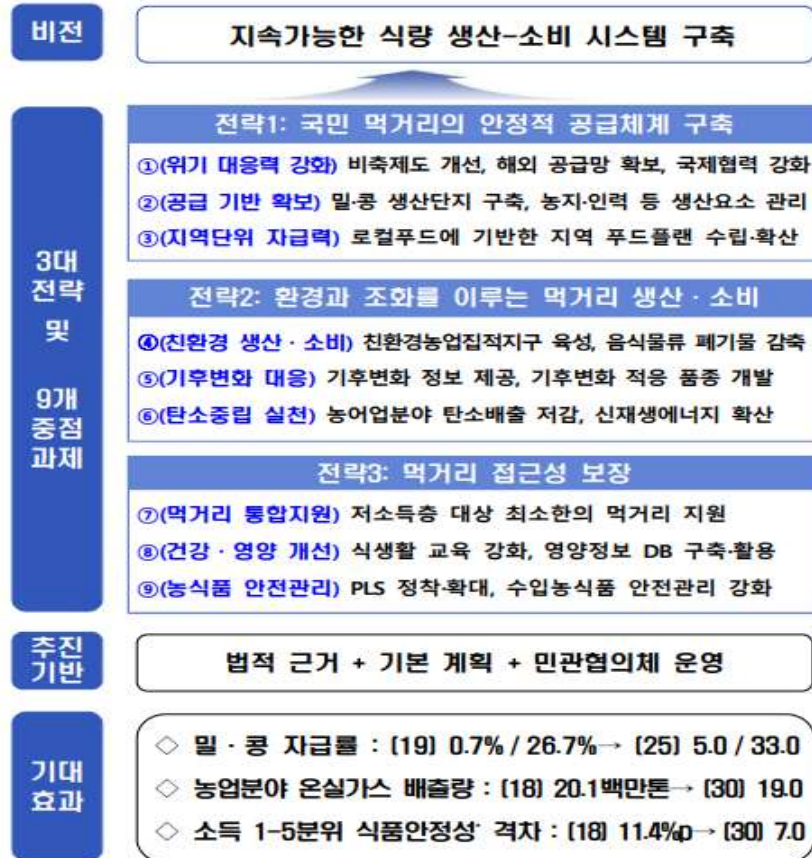 비전
지속가능한 식량 생산-소비 시스템 구축
3대
전략
및
9개
중점
과제
전략1: 국민 먹거리의 안정적 공급체계 구축
①(위기 대응력 강화) 비축제도 개선, 해외 공급망 확보, 국제협력 강화
②(공급 기반 확보) 밀·콩 생산단지 구축, 농지·인력 등 생산요소 관리
③(지역단위 자급력) 로컬푸드에 기반한 지역 푸드플랜 수립·확산
전략2: 환경과 조화를 이루는 먹거리 생산 · 소비
④(친환경 생산 · 소비) 친환경농업집적지구 육성, 음식물류 폐기물 감축
⑤(기후변화 대응) 기후변화 정보 제공, 기후변화 적응 품종 개발
⑥(탄소중립 실천) 농어업분야 탄소배출 저감, 신재생에너지 확산
전략3: 먹거리 접근성 보장
⑦(먹거리 통합지원) 저소득층 대상 최소한의 먹거리 지원
⑧(건강 · 영양 개선) 식생활 교육 강화, 영양정보 DB 구축·활용
⑨(농식품 안전관리) PLS 정착·확대, 수입농식품 안전관리 강화
추진
기반
법적 근거 + 기본 계획 + 민관협의체 운영
기대
효과
◇ 밀 · 콩 자급률 : (19) 0.7% / 26.7%→ (25) 5.0 / 33.0
◇ 농업분야 온실가스 배출량 : (18) 20.1백만톤→ (30) 19.0
◇ 소득 1-5분위 식품안정성* 격차 : (18) 11.4%p→ (30) 7.0